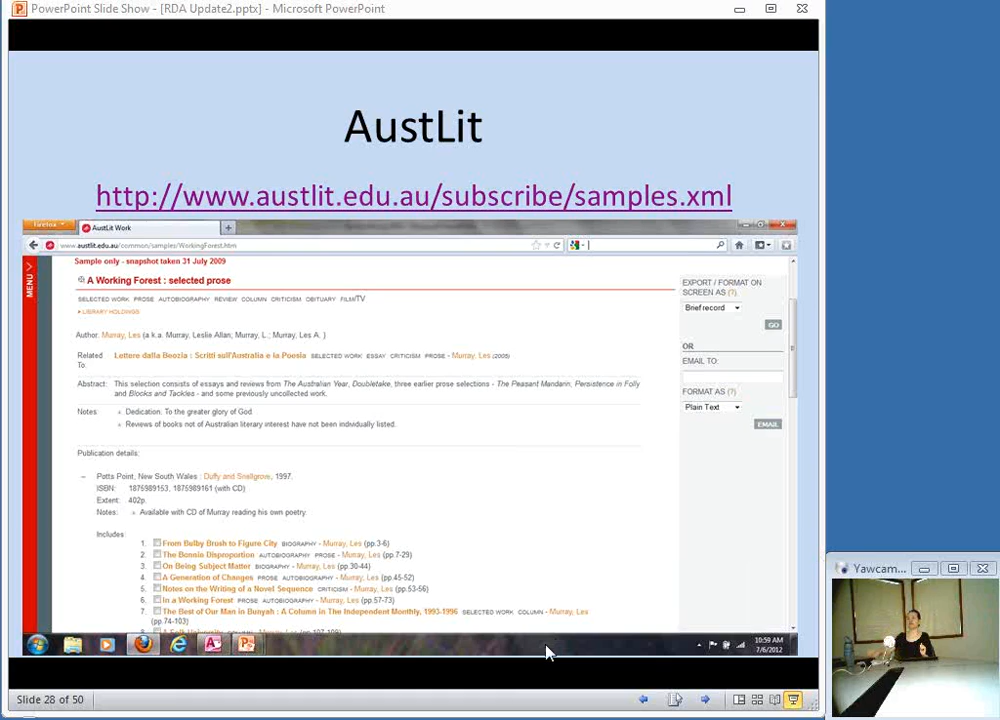 PowerPoint Slide Show - [RDA Update2.pptx] - Microsoft PowerPoint
AustLit
http://www.austlit.edu.au/subscribe/samples.xml
Firefox
AustLit Work
www.austlit.edu.au/common/samples/WorkingForest.htm
MENU
Sample only - snapshot taken 31 July 2009
A Working Forest : selected prose
SELECTED WORK PROSE AUTOBIOGRAPHY REVIEW COLUMN CRITICISM OBITUARY FILM/TV
LIBRARY HOLDINGS
Author: Murray, Les (a.k.a. Murray, Leslie Allan; Murray, L.; Murray, Les A. )
Related To: Lettere dalla Beozia : Scritti sull'Australia e la Poesia SELECTED WORK ESSAY CRITICISM PROSE - Murray, Les (2005)
Abstract: This selection consists of essays and reviews from The Australian Year, Doubletake, three earlier prose selections - The Peasant Mandarin, Persistence in Folly
and Blocks and Tackles - and some previously uncollected work.
Notes: Dedication: To the greater glory of God.
Reviews of books not of Australian literary interest have not been individually listed.
Publication details:
– Potts Point, New South Wales : Duffy and Snellgrove, 1997.
ISBN: 1875989153, 1875989161 (with CD)
Extent: 402p.
Notes: Available with CD of Murray reading his own poetry.
Includes
1. From Bulby Brush to Figure City BIOGRAPHY - Murray, Les (pp.3-6)
2. The Bonnie Disproportion AUTOBIOGRAPHY PROSE - Murray, Les (pp.7-29)
3. On Being Subject Matter BIOGRAPHY - Murray, Les (pp.30-44)
4. A Generation of Changes PROSE AUTOBIOGRAPHY - Murray, Les (pp.45-52)
5. Notes on the Writing of a Novel Sequence CRITICISM - Murray, Les (pp.53-56)
6. In a Working Forest PROSE AUTOBIOGRAPHY - Murray, Les (pp.57-73)
7. The Best of Our Man in Bunyah : A Column in The Independent Monthly, 1993-1996 SELECTED WORK COLUMN - Murray, Les
(pp.74-103)
EXPORT / FORMAT ON
SCREEN AS (?)
Brief record
GO
OR
EMAIL TO:
FORMAT AS (?)
Plain Text
EMAIL
10:59 AM
7/6/2012
Slide 28 of 50
Yawcam...